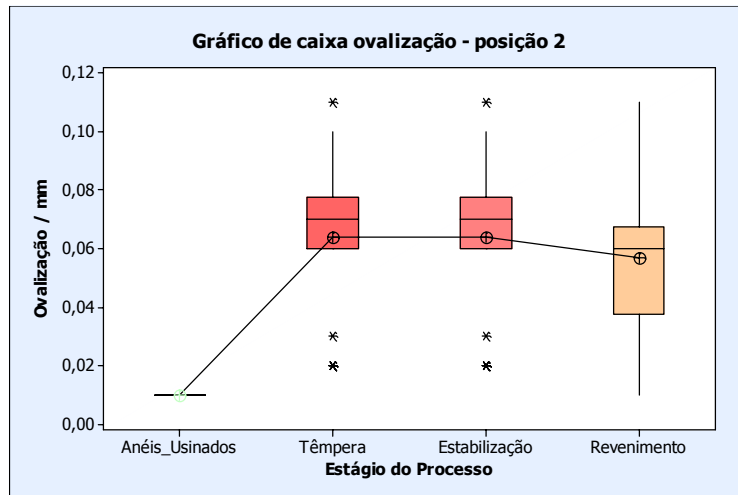 Gráfico de caixa ovalização - posição 2
Ovalização / mm
0,12
0,10
0,08
0,06
0,04
0,02
0,00
Anéis_Usinados Têmpera Estabilização Revenimento
Estágio do Processo